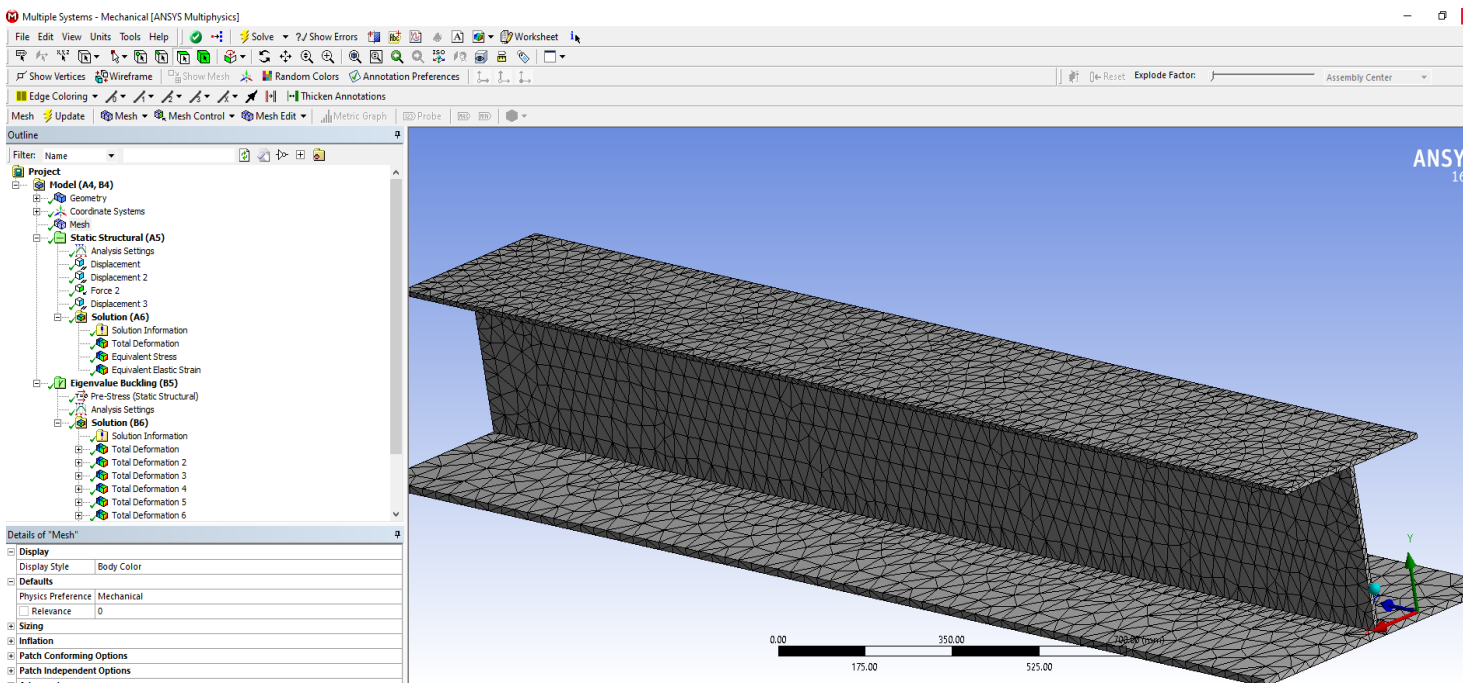 Multiple Systems - Mechanical [ANSYS Multiphysics]
File Edit View Units Tools Help Solve ?/ Show Errors Worksheet
Show Vertices Wireframe Show Mesh Random Colors Annotation Preferences Reset Explode Factor: Assembly Center
Edge Coloring Thicken Annotations
Mesh Update Mesh Mesh Control Mesh Edit Metric Graph Probe
Outline
Filter: Name
Project
Model (A4, B4)
Geometry
Coordinate Systems
Mesh
Static Structural (A5)
Analysis Settings
Displacement
Displacement 2
Force 2
Displacement 3
Solution (A6)
Solution Information
Total Deformation
Equivalent Stress
Equivalent Elastic Strain
Eigenvalue Buckling (B5)
Pre-Stress (Static Structural)
Analysis Settings
Solution (B6)
Solution Information
Total Deformation
Total Deformation 2
Total Deformation 3
Total Deformation 4
Total Deformation 5
Total Deformation 6
Details of "Mesh"
Display
Display Style Body Color
Defaults
Physics Preference Mechanical
Relevance 0
Sizing
Inflation
Patch Conforming Options
Patch Independent Options
ANSY
16
Y
0.00 350.00 700.00 (mm)
175.00 525.00